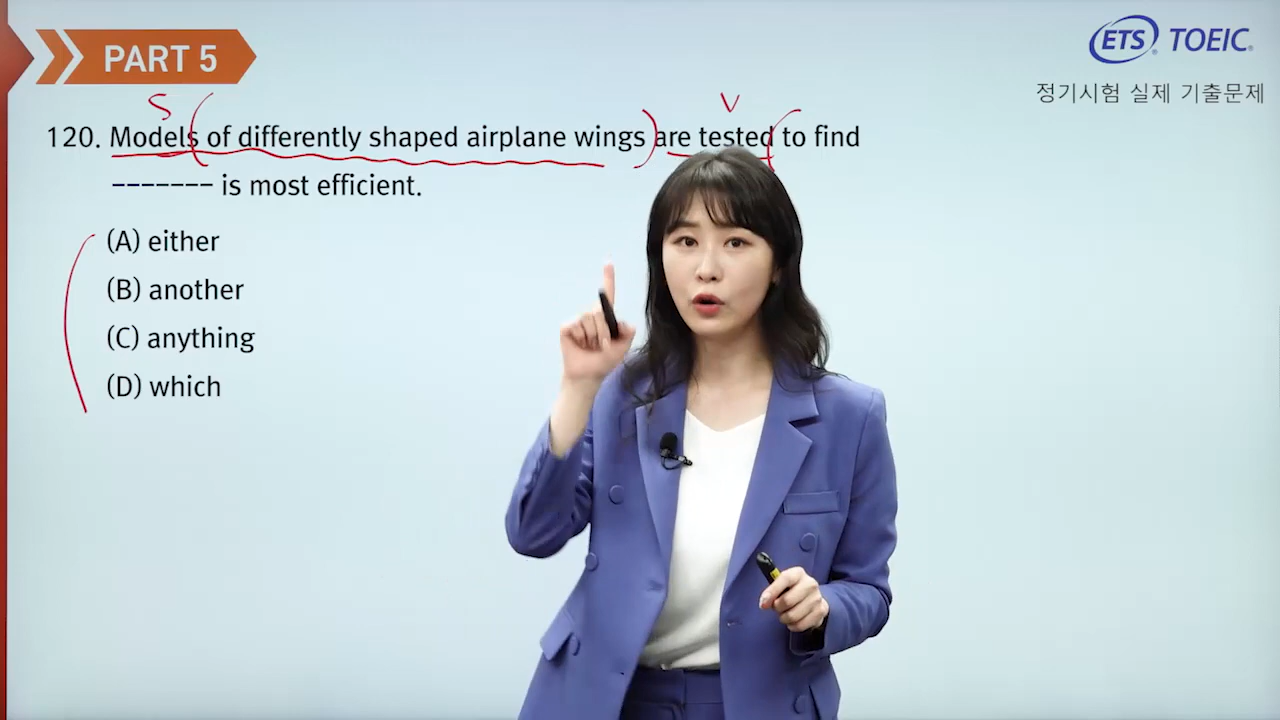 PART 5
ETS TOEIC
정기시험 실제 기출문제
S V
120. Models of differently shaped airplane wings are tested to find
------- is most efficient.
(A) either
(B) another
(C) anything
(D) which